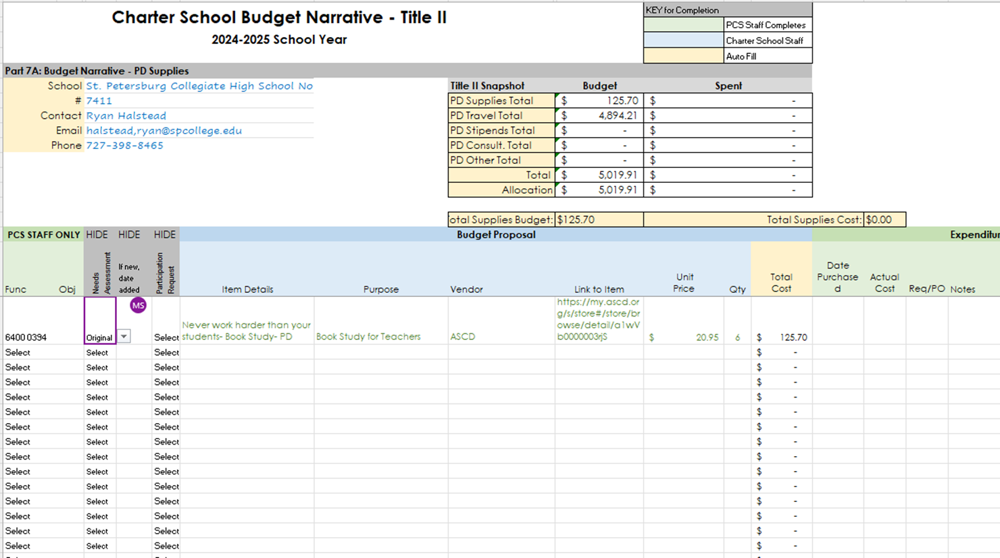 Charter School Budget Narrative - Title II
2024-2025 School Year
KEY for Completion
PCS Staff Completes
Charter School Staff
Auto Fill
Part 7A: Budget Narrative - PD Supplies
School St. Petersburg Collegiate High School No
# 7411
Contact Ryan Halstead
Email halstead,ryan@spcollege.edu
Phone 727-398-8465
Title II Snapshot Budget Spent
PD Supplies Total $ 125.70 $ -
PD Travel Total $ 4,894.21 $ -
PD Stipends Total $ - $ -
PD Consult. Total $ - $ -
PD Other Total $ - $ -
Total $ 5,019.91 $ -
Allocation $ 5,019.91 $ -
otal Supplies Budget: $125.70 Total Supplies Cost: $0.00
PCS STAFF ONLY HIDE HIDE HIDE Budget Proposal Expenditur
Func Obj
Needs
Assessment
If new,
date
added
Participation
Request
Item Details Purpose Vendor Link to Item
Unit
Price
Qty
Total
Cost
Date
Purchase
d
Actual
Cost
Req/PO Notes
MS
6400 0394 Original Select
Never work harder than your
students- Book Study- PD
Book Study for Teachers ASCD
https://my.ascd.or
g/s/store#/store/br
owse/detail/a1wV
b0000003rjS
$ 20.95 6 $ 125.70
Select Select Select $ -
Select Select Select $ -
Select Select Select $ -
Select Select Select $ -
Select Select Select $ -
Select Select Select $ -
Select Select Select $ -
Select Select Select $ -
Select Select Select $ -
Select Select Select $ -
Select Select Select $ -
Select Select Select $ -
Select Select Select $ -
Select Select Select $ -